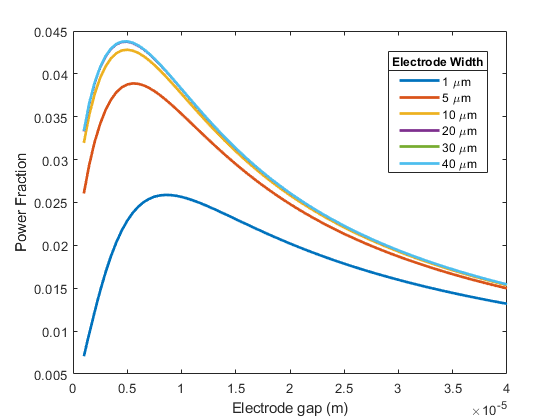 0.045
0.04
0.035
0.03
0.025
0.02
0.015
0.01
0.005
Power Fraction
Electrode Width
1 μm
5 μm
10 μm
20 μm
30 μm
40 μm
0 0.5 1 1.5 2 2.5 3 3.5 4
Electrode gap (m)
×10⁻⁵